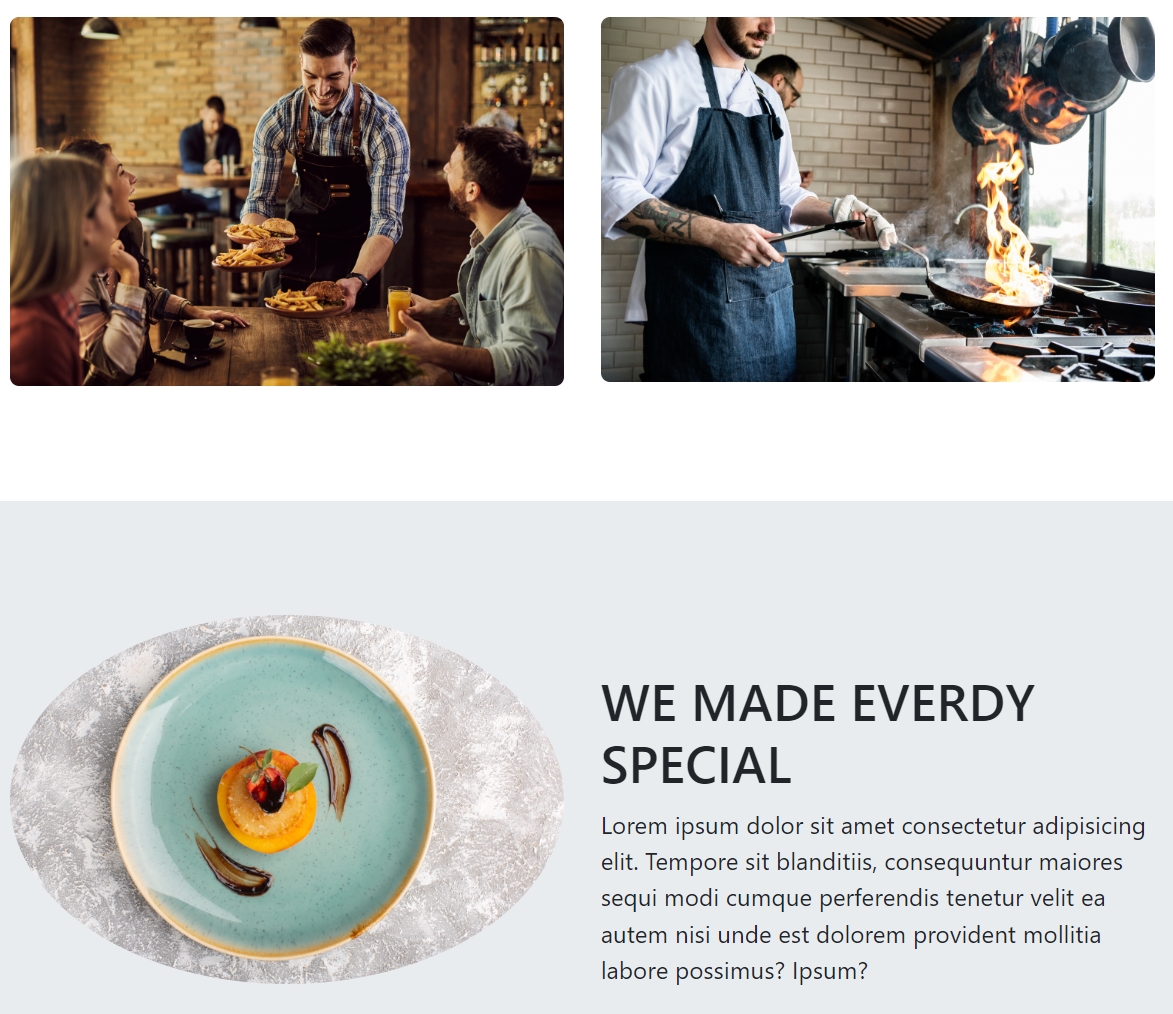 WE MADE EVERDY
SPECIAL
Lorem ipsum dolor sit amet consectetur adipisicing
elit. Tempore sit blanditiis, consequuntur maiores
sequi modi cumque perferendis tenetur velit ea
autem nisi unde est dolorem provident mollitia
labore possimus? Ipsum?